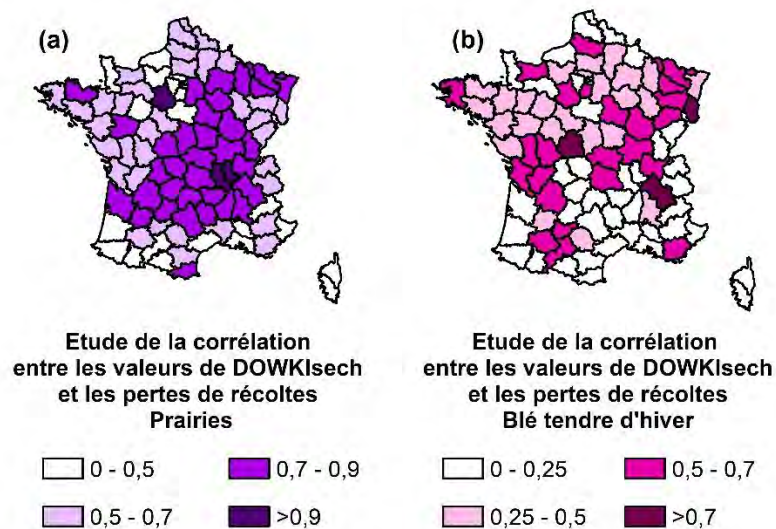 (a)
(b)
Etude de la corrélation
entre les valeurs de DOWKIsech
et les pertes de récoltes
Prairies
0 - 0,5
0,7 - 0,9
0,5 - 0,7
>0,9
Etude de la corrélation
entre les valeurs de DOWKIsech
et les pertes de récoltes
Blé tendre d'hiver
0 - 0,25
0,5 - 0,7
0,25 - 0,5
>0,7